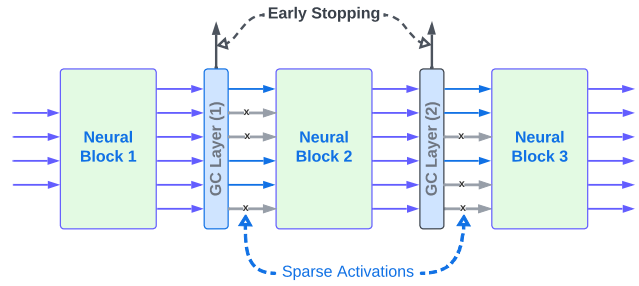 Early Stopping
Neural
Block 1
GC Layer (1)
x
x
x
Neural
Block 2
GC Layer (2)
x
x
x
Neural
Block 3
Sparse Activations